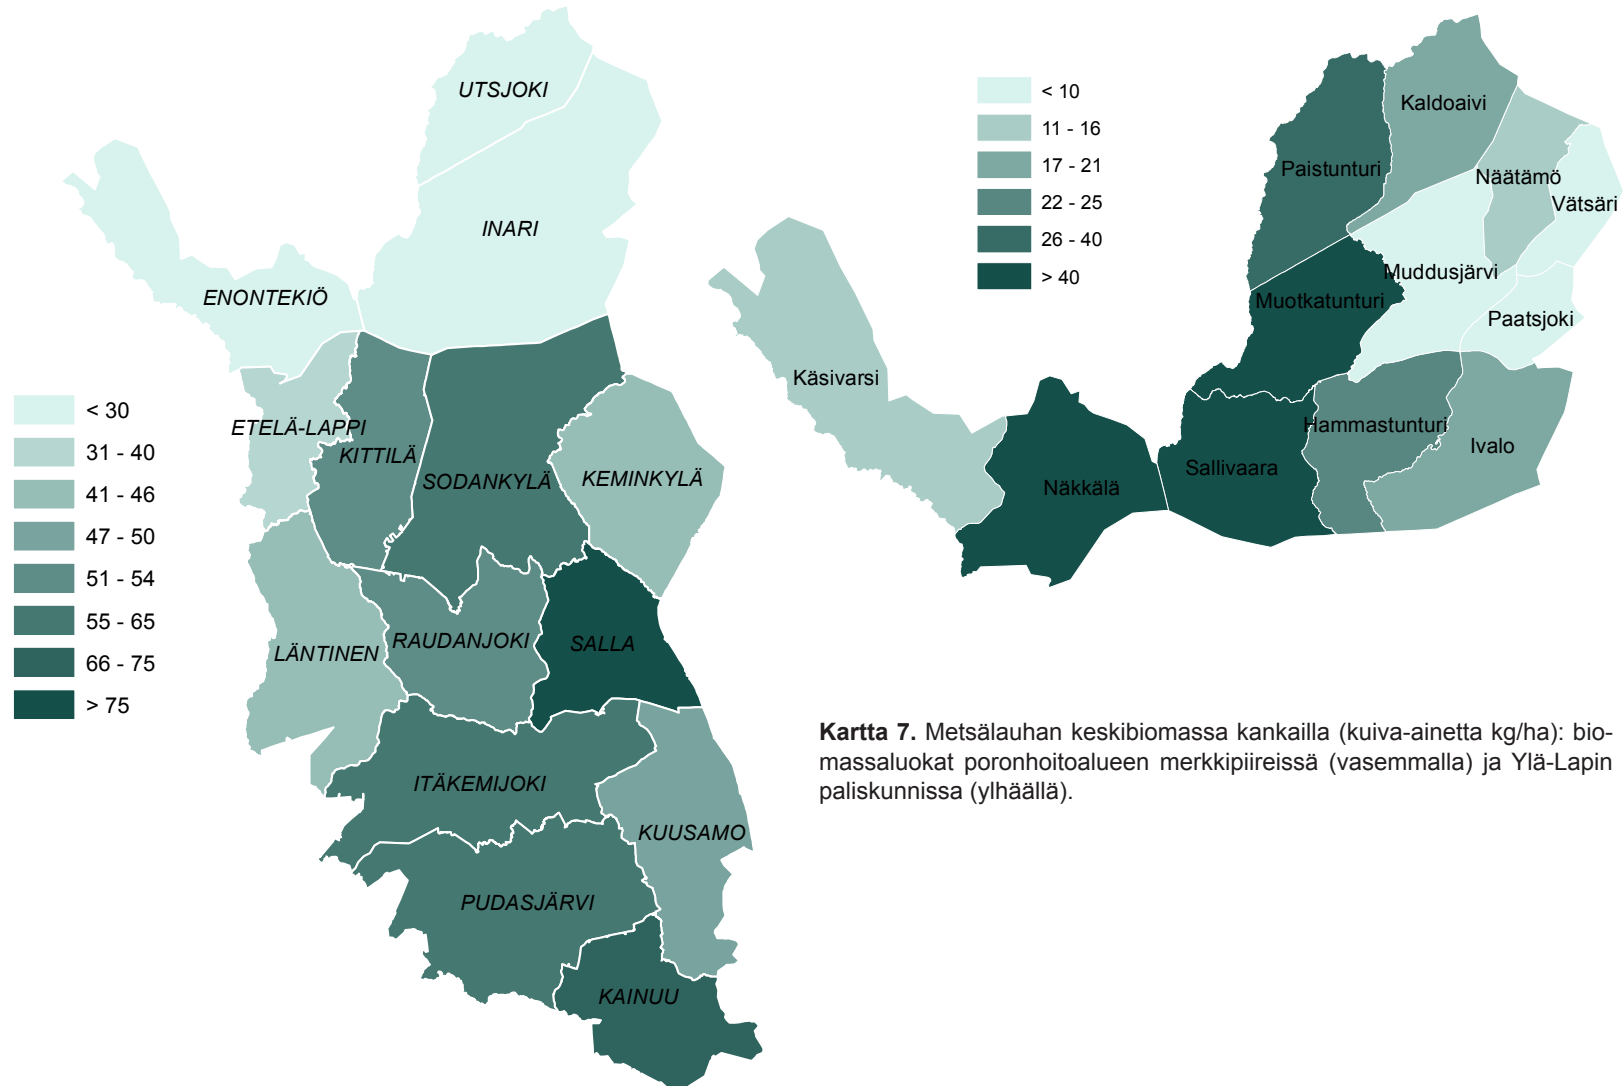 UTSJOKI
INARI
ENONTEKIÖ
ETELÄ-LAPPI
KITTILÄ
SODANKYLÄ
KEMINKYLÄ
LÄNTINEN
RAUDANJOKI
SALLA
ITÄKEMIJOKI
KUUSAMO
PUDASJÄRVI
KAINUU
< 30
31 - 40
41 - 46
47 - 50
51 - 54
55 - 65
66 - 75
> 75
< 10
11 - 16
17 - 21
22 - 25
26 - 40
> 40
Kaldoaivi
Paistunturi
Näätämö
Vätsäri
Muddusjärvi
Muotkatunturi
Paatsjoki
Käsivarsi
Hammastunturi
Ivalo
Sallivaara
Näkkälä
Kartta 7. Metsälauhan keskibiomassa kankailla (kuiva-ainetta kg/ha): bio-
massaluokat poronhoitoalueen merkkipiireissä (vasemmalla) ja Ylä-Lapin
paliskunnissa (ylhäällä).